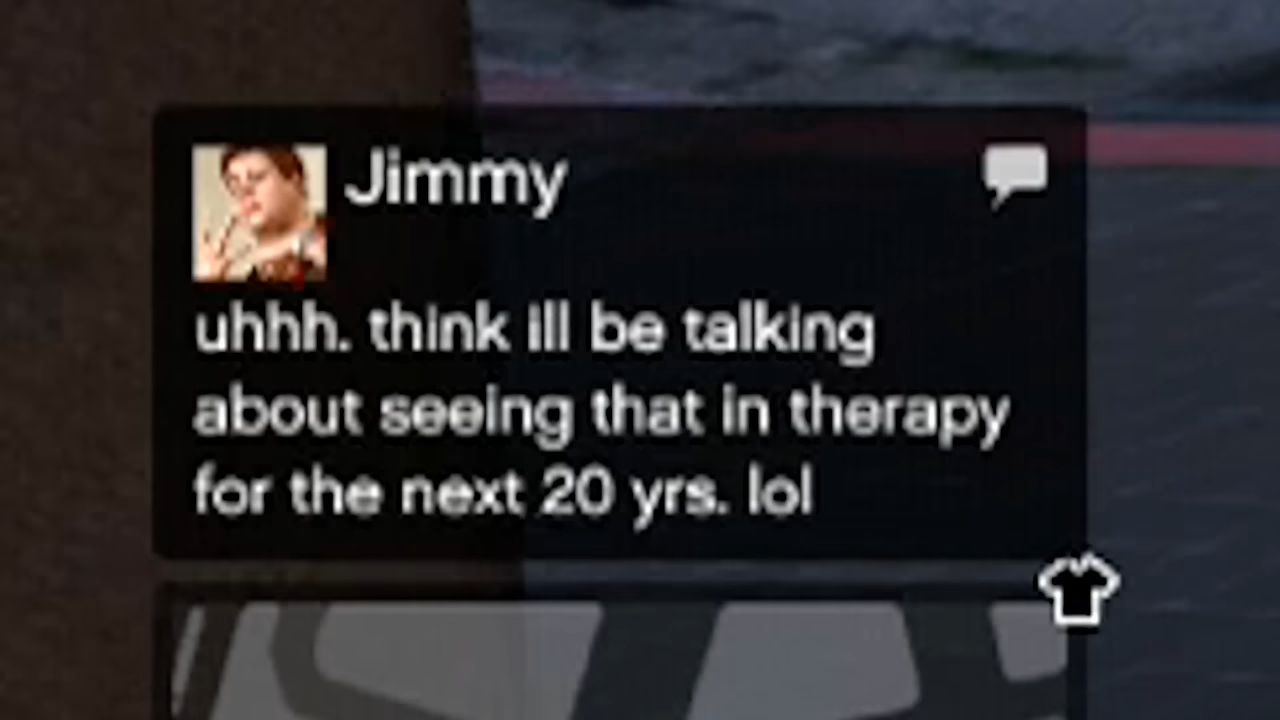 Jimmy
uhhh. think ill be talking
about seeing that in therapy
for the next 20 yrs. lol